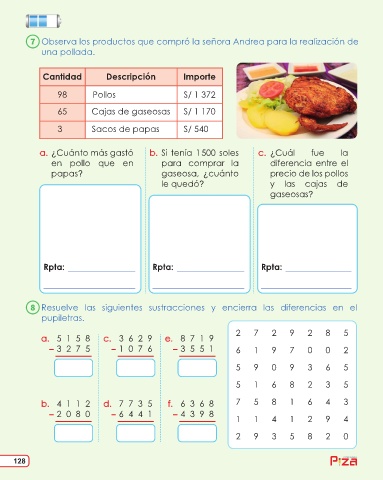 7 Observa los productos que compró la señora Andrea para la realización de
una pollada.
Cantidad Descripción Importe
98 Pollos S/ 1 372
65 Cajas de gaseosas S/ 1 170
3 Sacos de papas S/ 540
a. ¿Cuánto más gastó
en pollo que en
papas?
b. Si tenía 1500 soles
para comprar la
gaseosa, ¿cuánto
le quedó?
c. ¿Cuál fue la
diferencia entre el
precio de los pollos
y las cajas de
gaseosas?
Rpta: Rpta: Rpta:
8 Resuelve las siguientes sustracciones y encierra las diferencias en el
pupiletras.
a. 5 1 5 8
– 3 2 7 5
c. 3 6 2 9
– 1 0 7 6
e. 8 7 1 9
– 3 5 5 1
b. 4 1 1 2
– 2 0 8 0
d. 7 7 3 5
– 6 4 4 1
f. 6 3 6 8
– 4 3 9 8
2 7 2 9 2 8 5
6 1 9 7 0 0 2
5 9 0 9 3 6 5
5 1 6 8 2 3 5
7 5 8 1 6 4 3
1 1 4 1 2 9 4
2 9 3 5 8 2 0
128
Piza